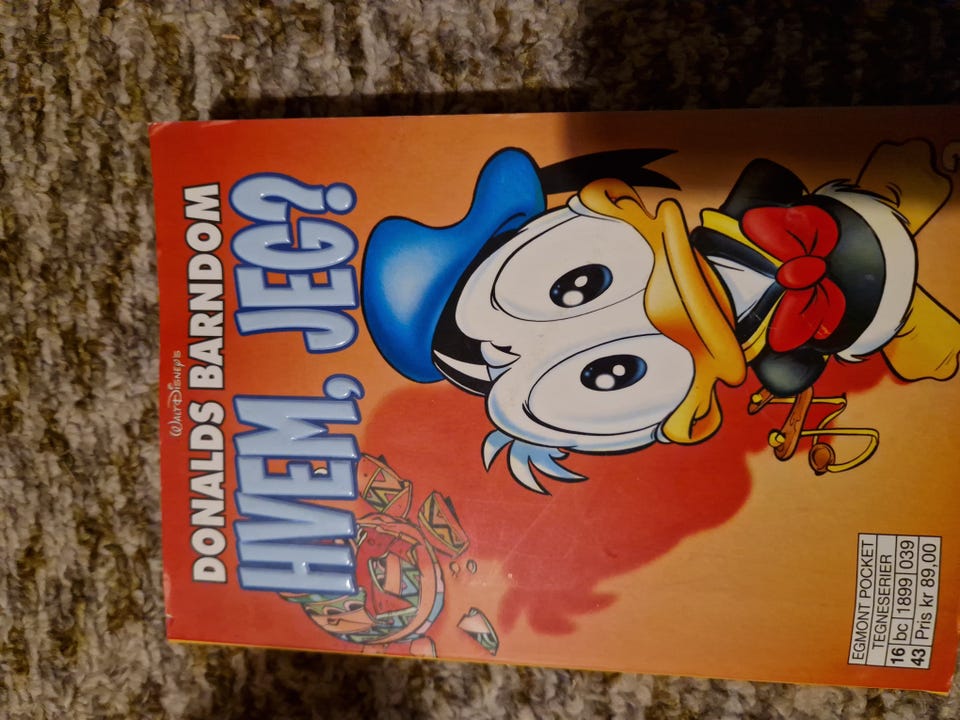 Walt Disney's
DONALDS BARNDOM
HVEM, JEG?
EGMONT POCKET
TEGNESERIER
16 bc 1899 039
43 Pris kr 89,00